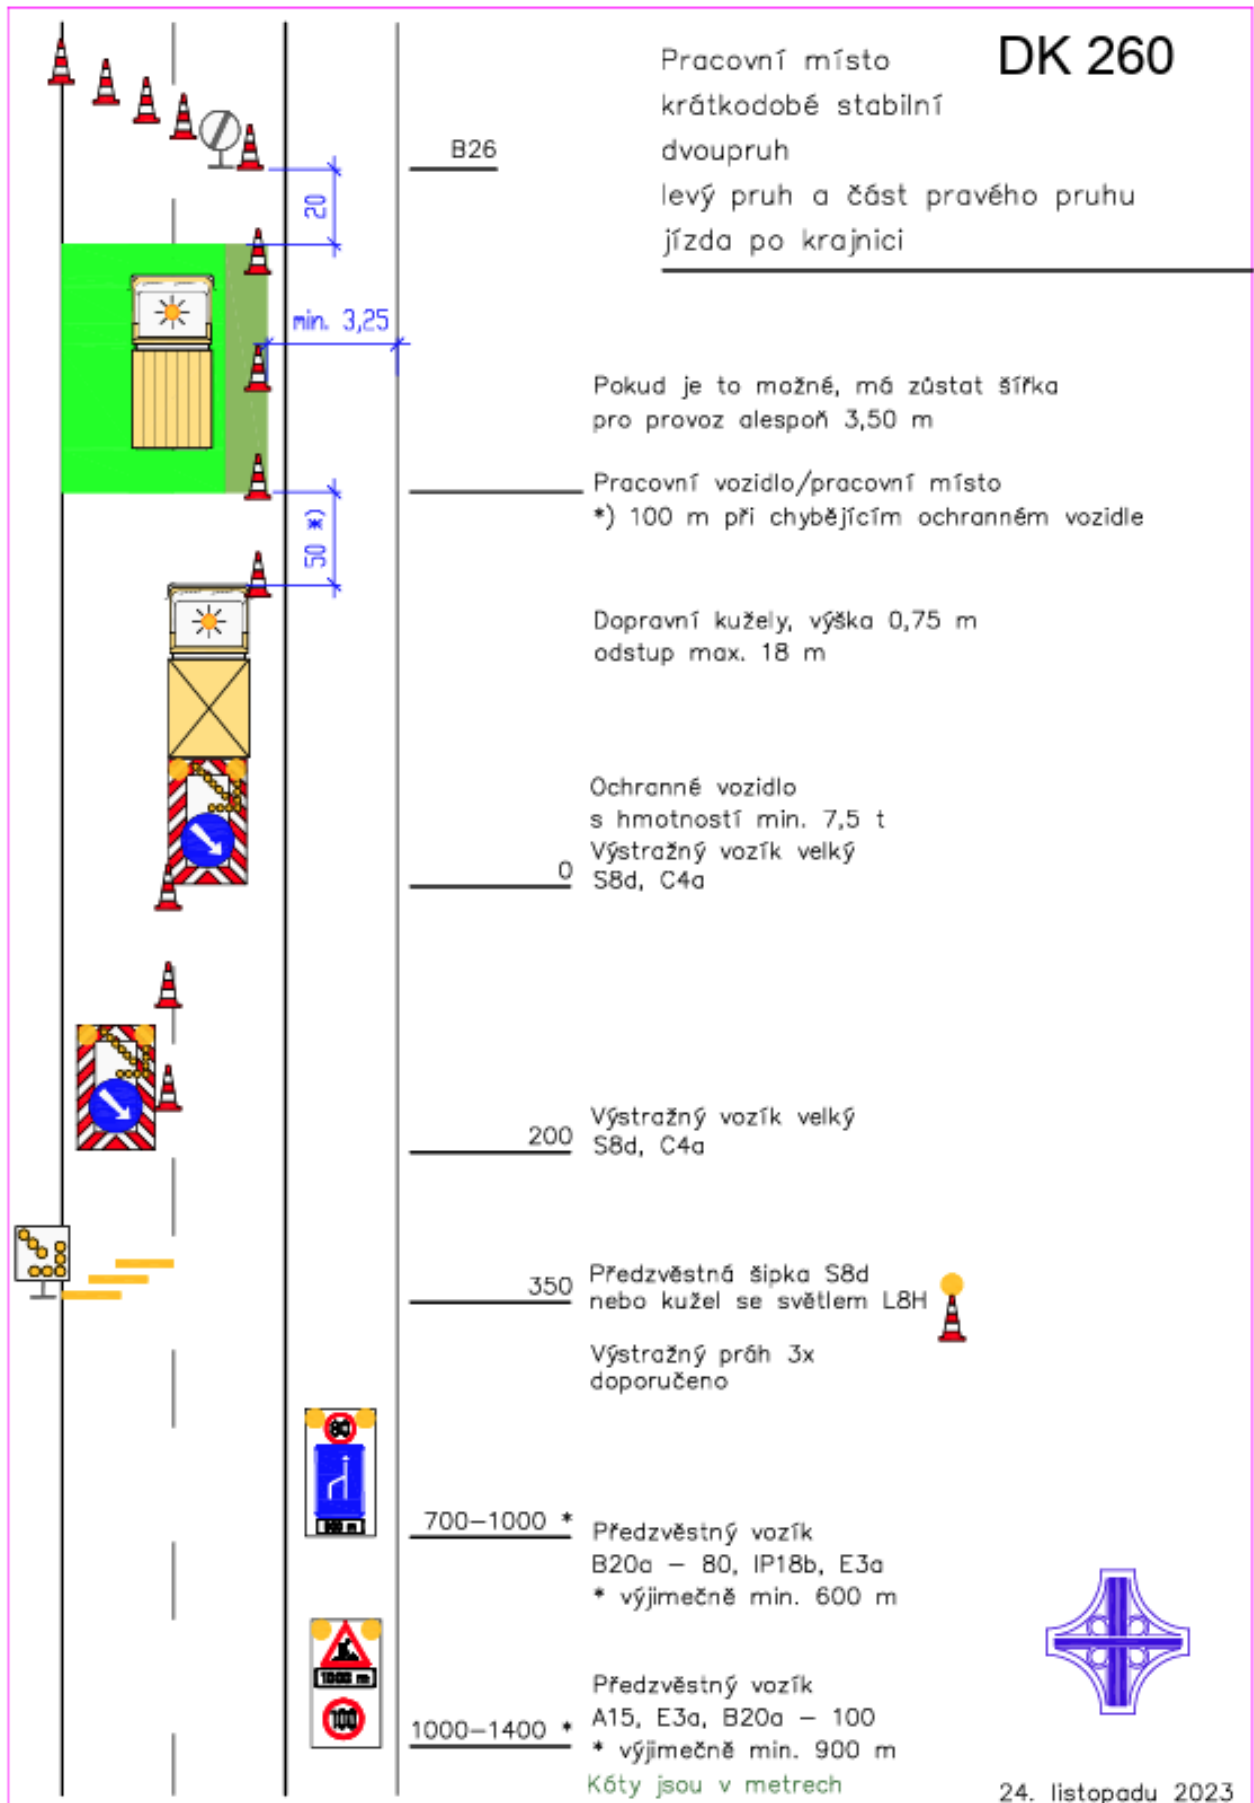 DK 260
Pracovní místo
krátkodobé stabilní
dvoupruh
levý pruh a část pravého pruhu
jízda po krajnici
B26
20
min. 3,25
Pokud je to možné, má zůstat šířka
pro provoz alespoň 3,50 m
Pracovní vozidlo/pracovní místo
*) 100 m při chybějícím ochranném vozidle
50 *)
Dopravní kužely, výška 0,75 m
odstup max. 18 m
Ochranné vozidlo
s hmotností min. 7,5 t
Výstražný vozík velký
0
S8d, C4a
Výstražný vozík velký
200
S8d, C4a
Předzvěstná šipka S8d
350
nebo kužel se světlem L8H
Výstražný práh 3x
doporučeno
80
700–1000 *
Předzvěstný vozík
B20a – 80, IP18b, E3a
* výjimečně min. 600 m
1000 m
100
Předzvěstný vozík
1000–1400 *
A15, E3a, B20a – 100
* výjimečně min. 900 m
Kóty jsou v metrech
24. listopadu 2023